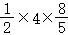 1/2 × 4 × 8/5